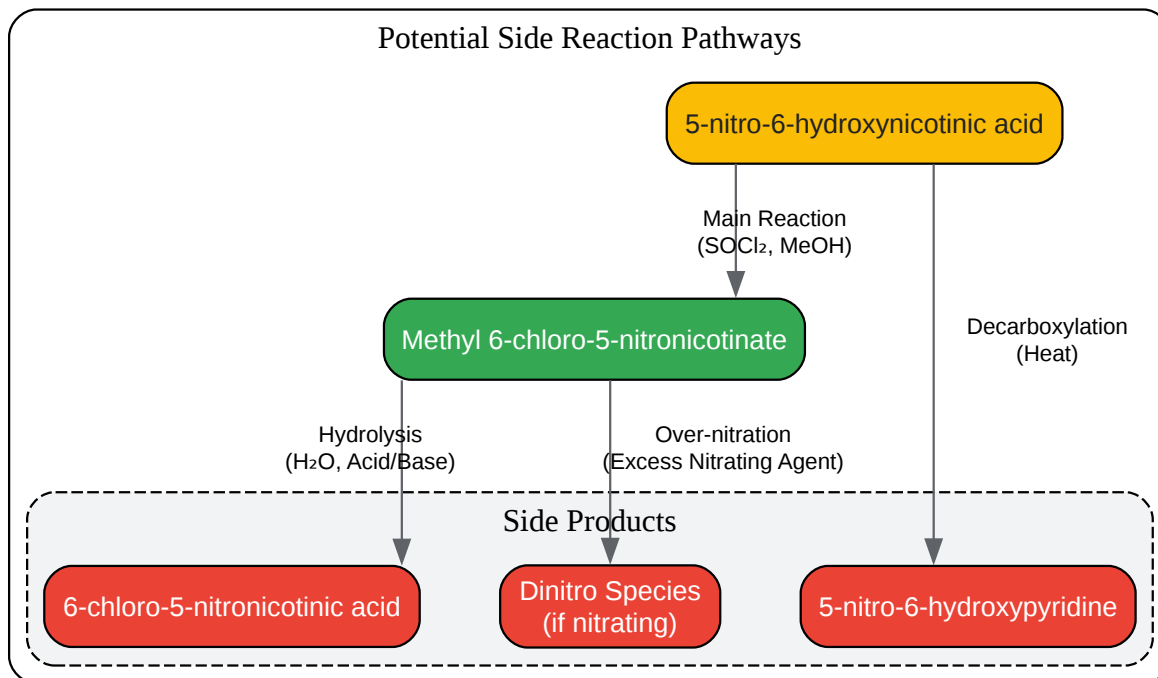 Potential Side Reaction Pathways
5-nitro-6-hydroxynicotinic acid
Main Reaction
(SOCl₂, MeOH)
Methyl 6-chloro-5-nitronicotinate
Decarboxylation
(Heat)
Hydrolysis
(H₂O, Acid/Base)
Over-nitration
(Excess Nitrating Agent)
Side Products
6-chloro-5-nitronicotinic acid
Dinitro Species
(if nitrating)
5-nitro-6-hydroxypyridine